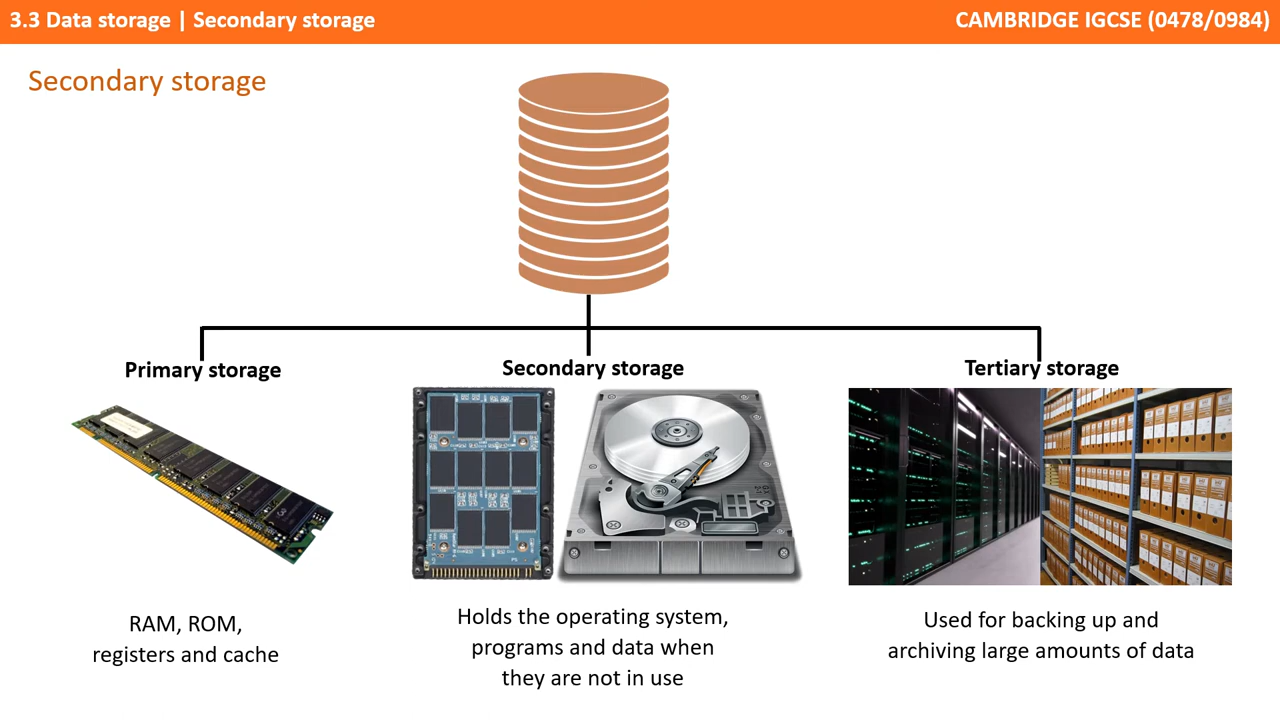 3.3 Data storage | Secondary storage
CAMBRIDGE IGCSE (0478/0984)
Secondary storage
Primary storage
Secondary storage
Tertiary storage
RAM, ROM,
registers and cache
Holds the operating system,
programs and data when
they are not in use
Used for backing up and
archiving large amounts of data